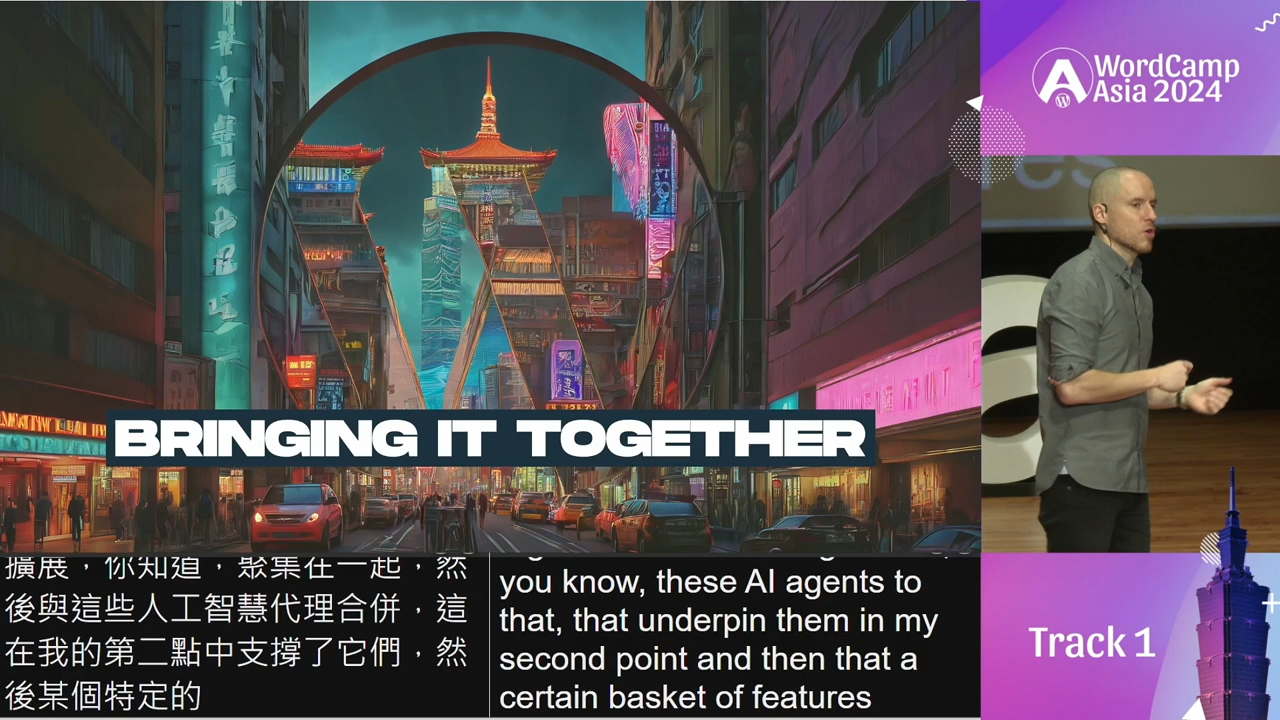 WordCamp
Asia 2024
BRINGING IT TOGETHER
擴展，你知道，聚集在一起，然
後與這些人工智慧代理合併，這
在我的第二點中支撐了它們，然
後某個特定的
you know, these AI agents to
that, that underpin them in my
second point and then that a
certain basket of features
Track 1